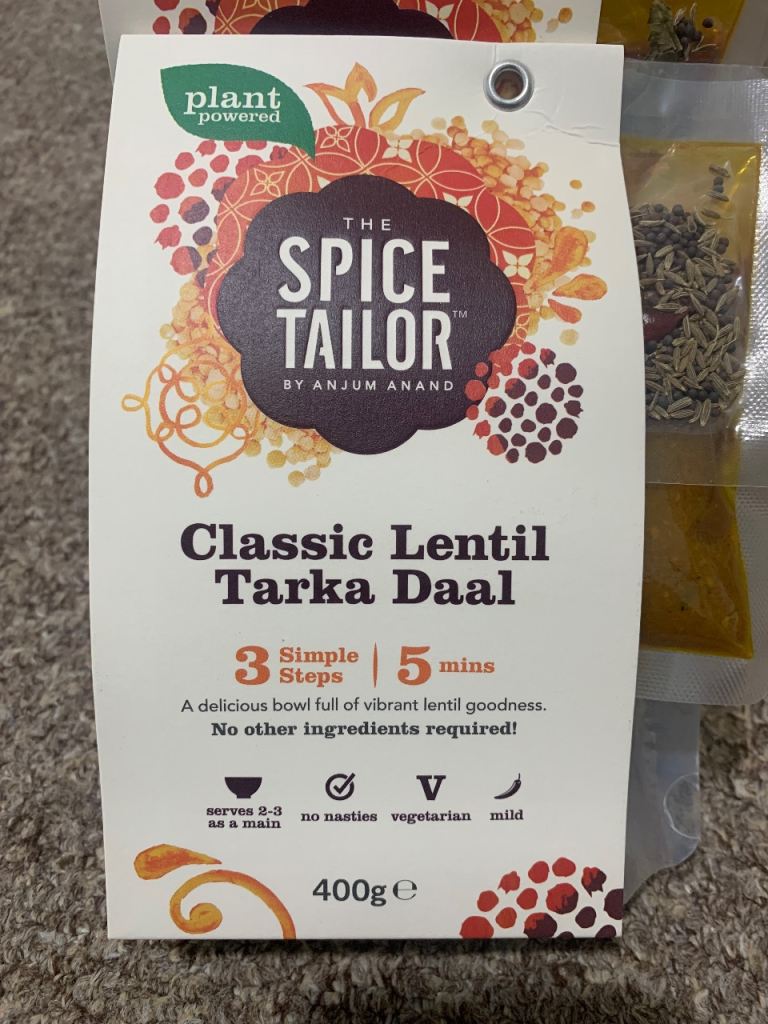 plant
powered
THE
SPICE
TAILOR™
BY ANJUM ANAND
Classic Lentil
Tarka Daal
3 Simple Steps | 5 mins
A delicious bowl full of vibrant lentil goodness.
No other ingredients required!
serves 2-3
as a main
no nasties
V
vegetarian
mild
400g ℮